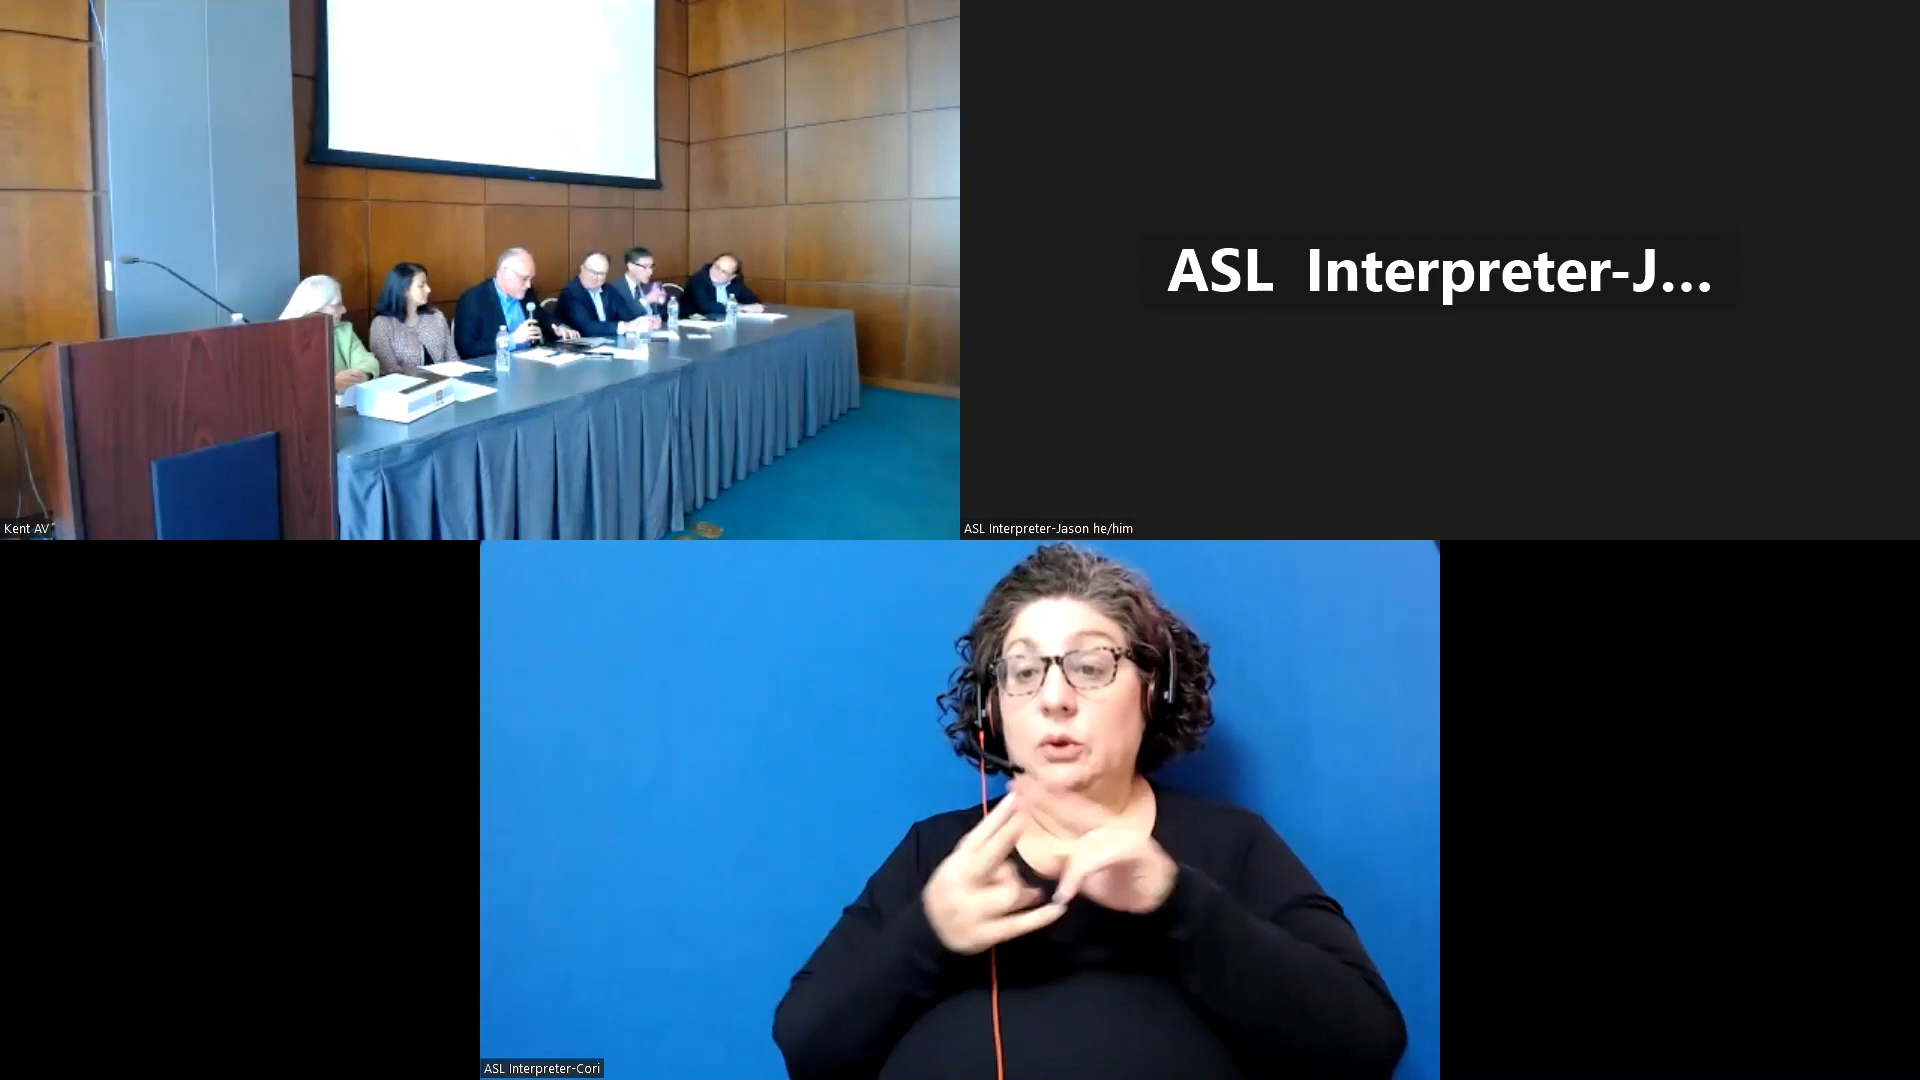 ASL Interpreter-J...
Kent AV
ASL Interpreter-Jason he/him
ASL Interpreter-Cori